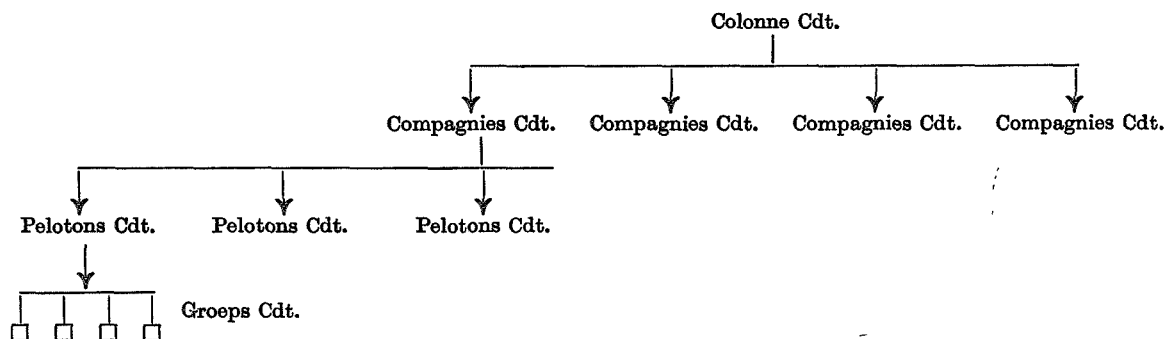 Colonne Cdt.
Compagnies Cdt. Compagnies Cdt. Compagnies Cdt. Compagnies Cdt.
Pelotons Cdt. Pelotons Cdt. Pelotons Cdt.
Groeps Cdt.